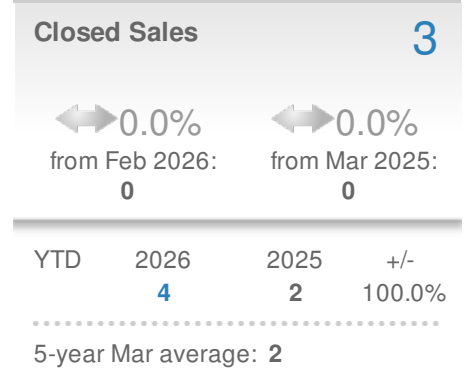 Closed Sales 3
0.0% 0.0%
from Feb 2026: from Mar 2025:
0 0
YTD 2026 2025 +/-
4 2 100.0%
5-year Mar average: 2